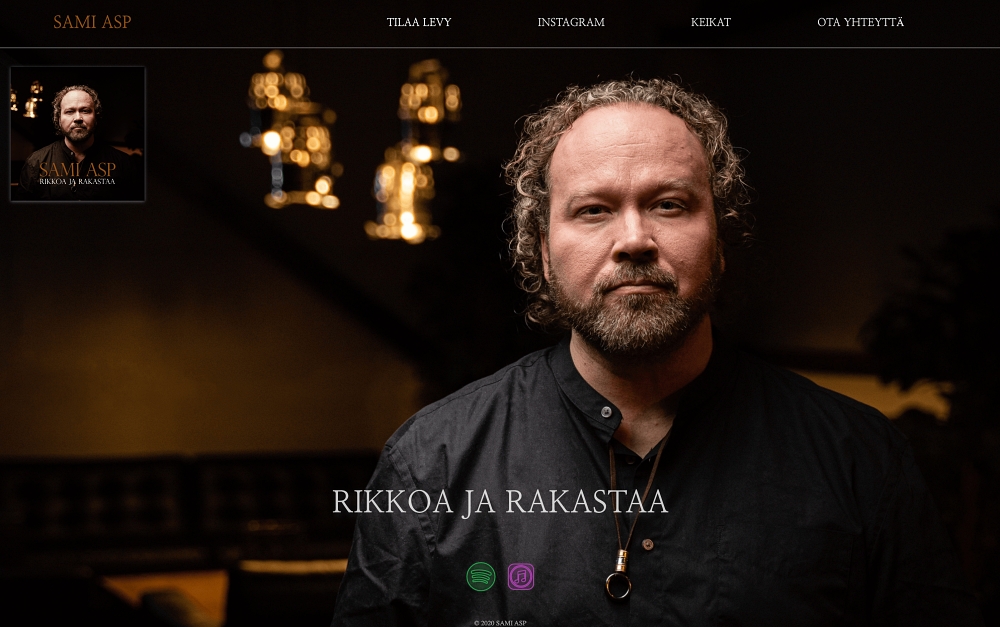 SAMI ASP
TILAA LEVY
INSTAGRAM
KEIKAT
OTA YHTEYTTÄ
SAMI ASP
RIKKOA JA RAKASTAA
RIKKOA JA RAKASTAA
© 2020 SAMI ASP